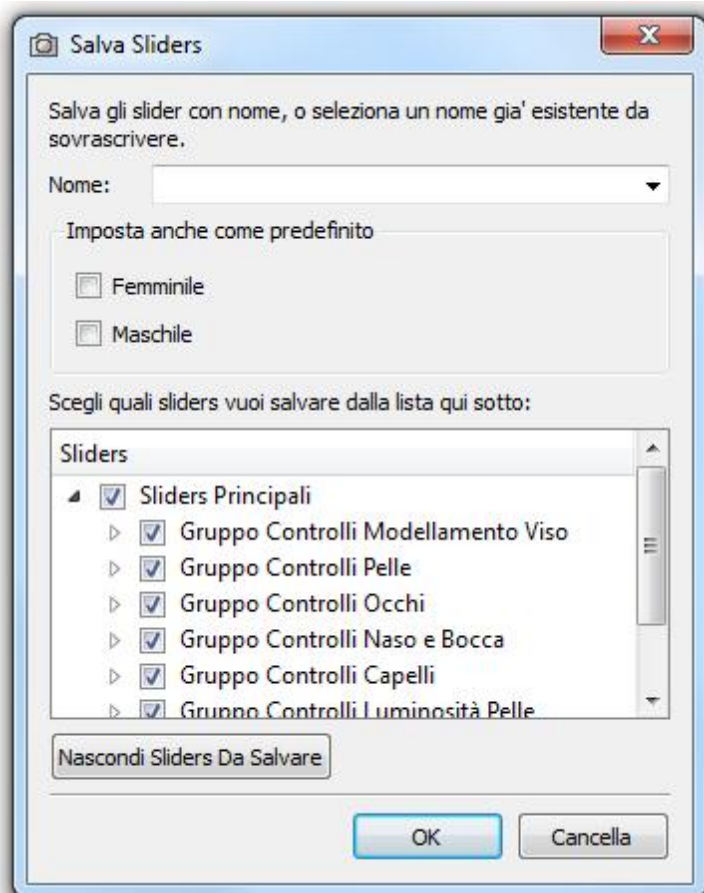 Salva Sliders
Salva gli slider con nome, o seleziona un nome gia' esistente da
sovrascrivere.
Nome:
Imposta anche come predefinito
Femminile
Maschile
Scegli quali sliders vuoi salvare dalla lista qui sotto:
Sliders
Sliders Principali
Gruppo Controlli Modellamento Viso
Gruppo Controlli Pelle
Gruppo Controlli Occhi
Gruppo Controlli Naso e Bocca
Gruppo Controlli Capelli
Gruppo Controlli Luminosità Pelle
Nascondi Sliders Da Salvare
OK
Cancella